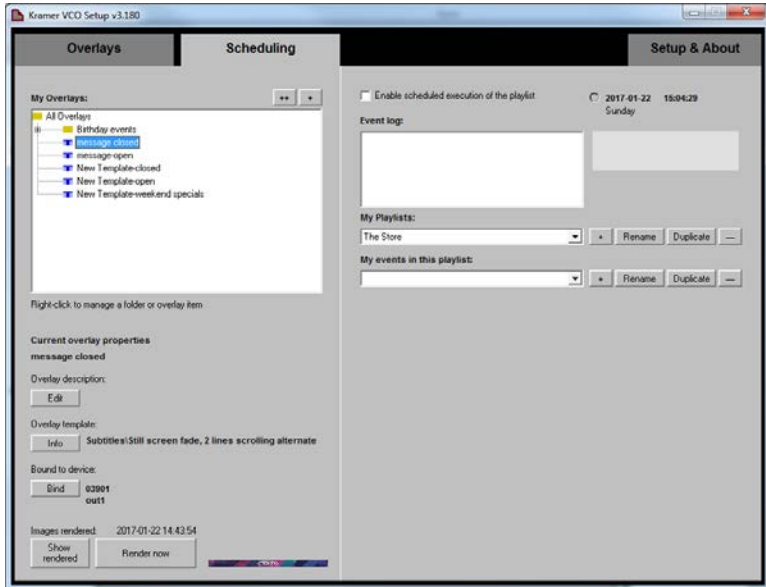 Kramer VCO Setup v3.180
Overlays
Scheduling
Setup & About
My Overlays:
++
+
All Overlays
Birthday events
message closed
message-open
New Template-closed
New Template-open
New Template-weekend specials
Right-click to manage a folder or overlay item
Current overlay properties
message closed
Overlay description:
Edit
Overlay template:
Info
Subtitles\Still screen fade, 2 lines scrolling alternate
Bound to device:
Bind
03901
out1
Images rendered:
2017-01-22 14:43:54
Show
rendered
Render now
Enable scheduled execution of the playlist
2017-01-22 15:04:29
Sunday
Event log:
My Playlists:
The Store
+
Rename
Duplicate
—
My events in this playlist:
+
Rename
Duplicate
—